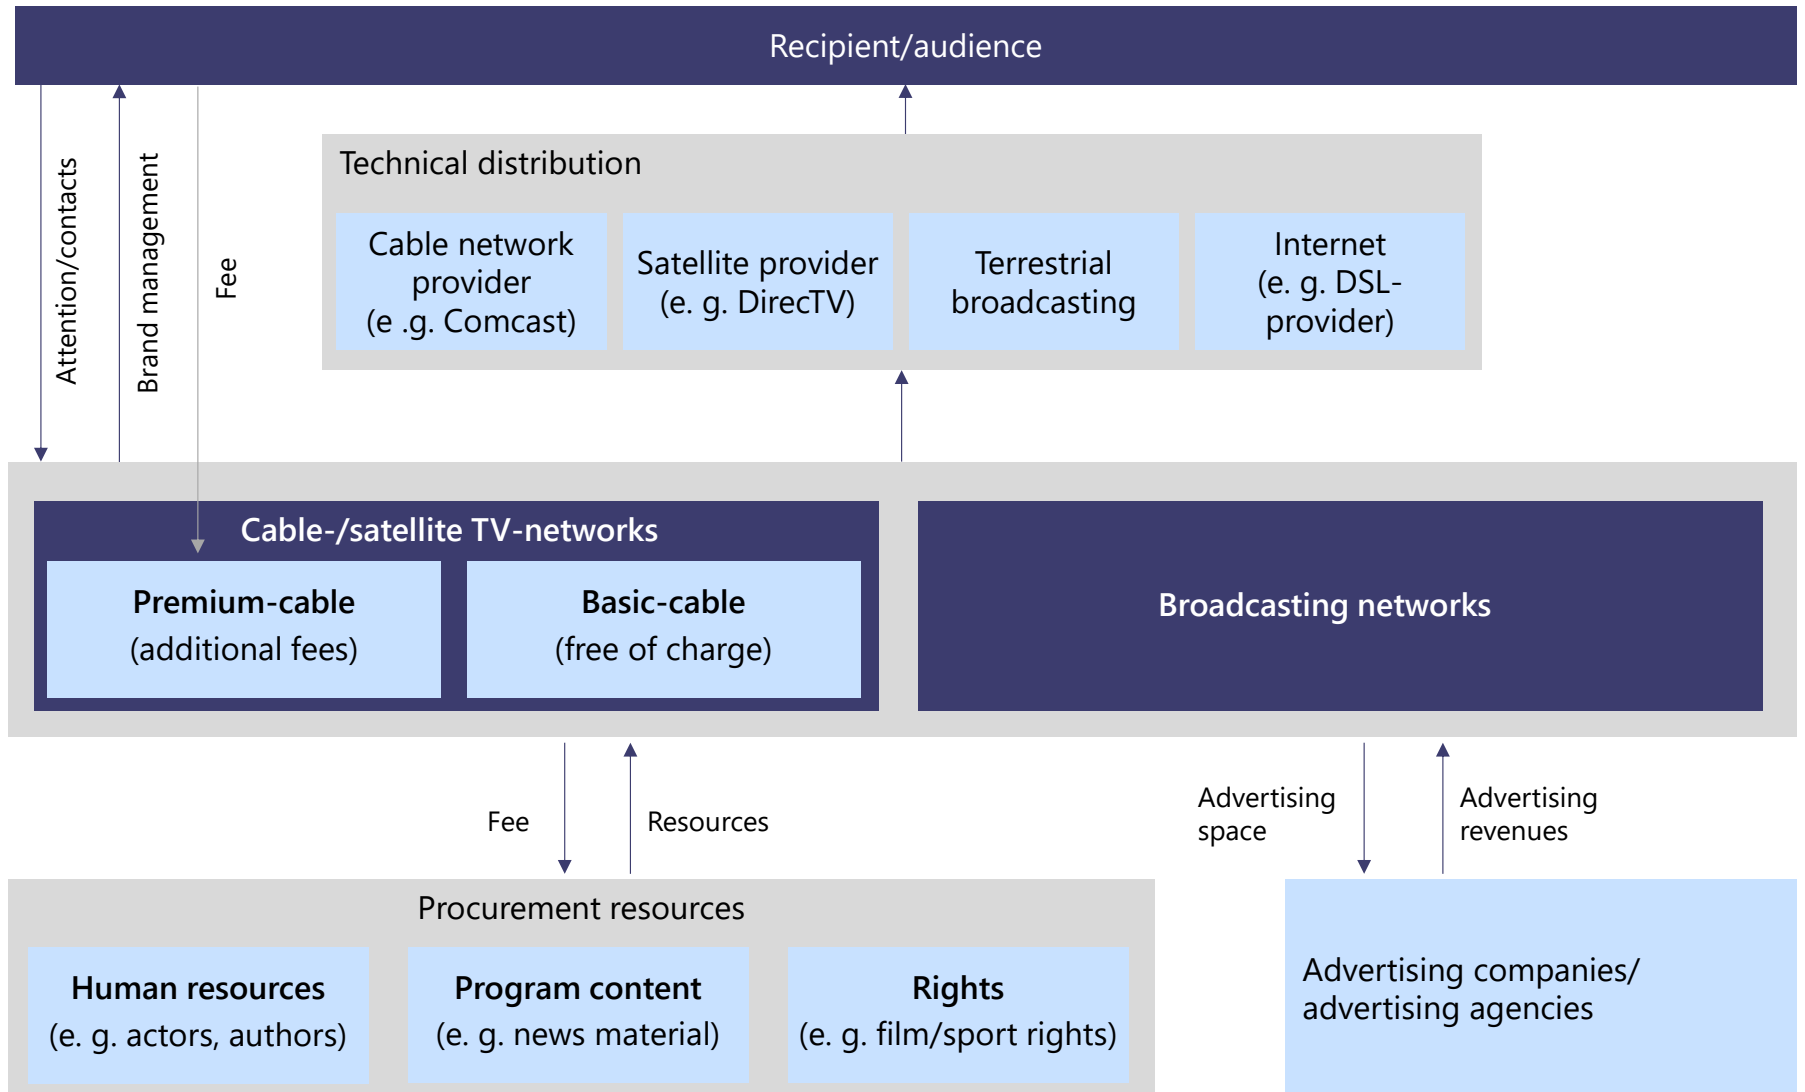 Recipient/audience
Attention/contacts
Brand management
Fee
Technical distribution
Cable network
provider
(e .g. Comcast)
Satellite provider
(e. g. DirecTV)
Terrestrial
broadcasting
Internet
(e. g. DSL-
provider)
Cable-/satellite TV-networks
Premium-cable
(additional fees)
Basic-cable
(free of charge)
Broadcasting networks
Fee
Resources
Advertising
space
Advertising
revenues
Procurement resources
Human resources
(e. g. actors, authors)
Program content
(e. g. news material)
Rights
(e. g. film/sport rights)
Advertising companies/
advertising agencies